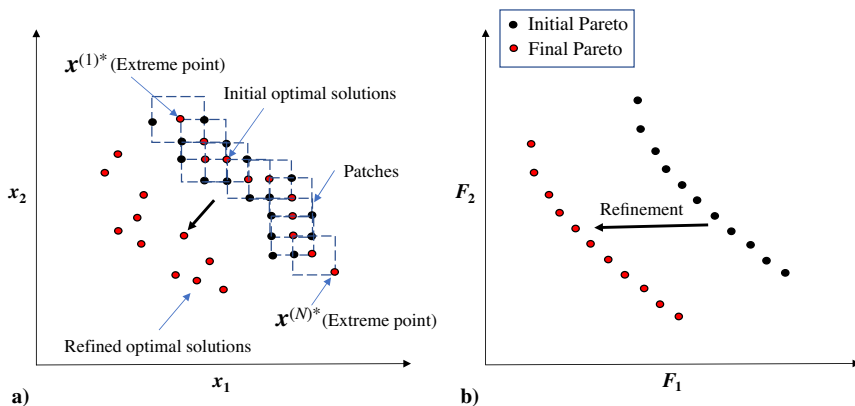 x(1)* (Extreme point)
Initial optimal solutions
Patches
x2
x(N)* (Extreme point)
Refined optimal solutions
x1
a)
Initial Pareto
Final Pareto
F2
Refinement
F1
b)